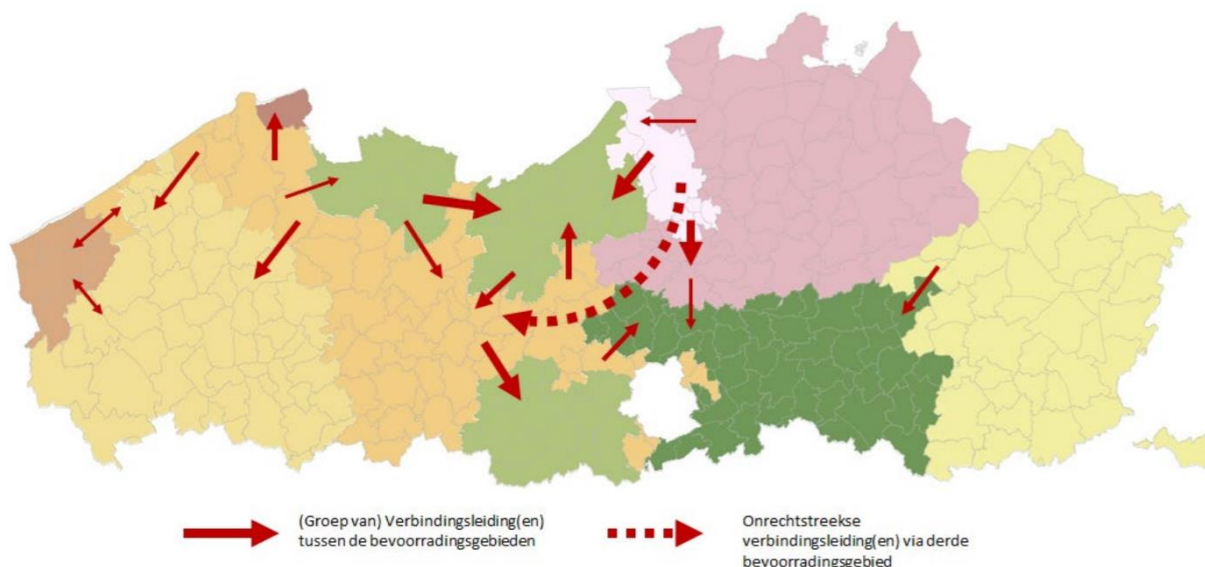 (Groep van) Verbindingsleiding(en)
tussen de bevoorradingsgebieden
Onrechtstreekse
verbindingsleiding(en) via derde
bevoorradingsgebied